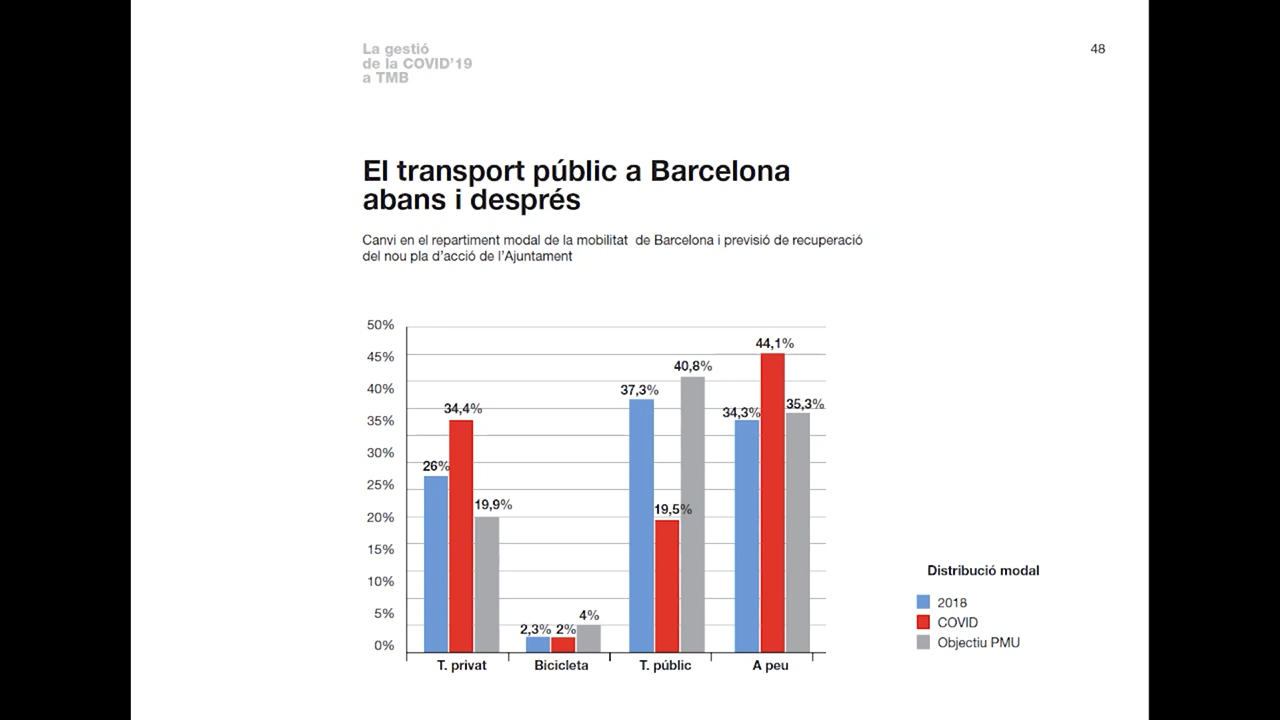 La gestió
de la COVID'19
a TMB
48
El transport públic a Barcelona
abans i després
Canvi en el repartiment modal de la mobilitat de Barcelona i previsió de recuperació
del nou pla d'acció de l'Ajuntament
50%
45%
40%
35%
30%
25%
20%
15%
10%
5%
0%
26%
34,4%
19,9%
2,3%
2%
4%
37,3%
19,5%
40,8%
34,3%
44,1%
35,3%
T. privat
Bicicleta
T. públic
A peu
Distribució modal
2018
COVID
Objectiu PMU